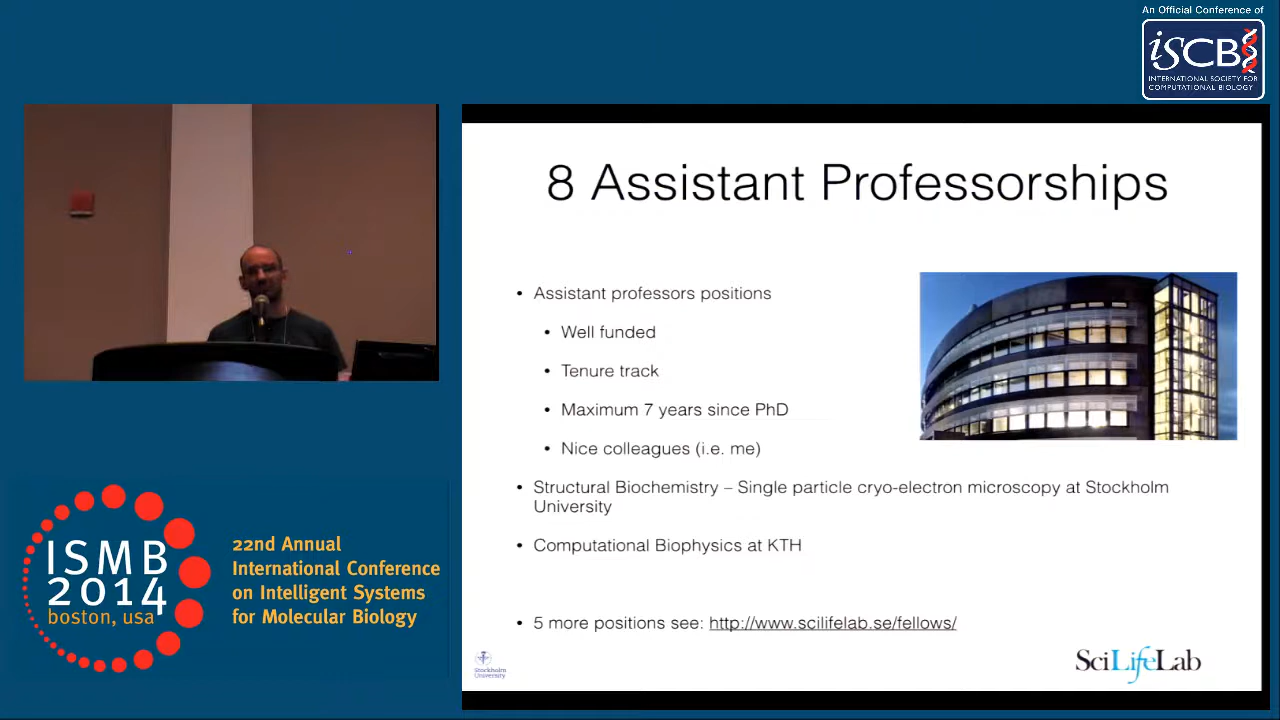 An Official Conference of
iSCB
INTERNATIONAL SOCIETY FOR
COMPUTATIONAL BIOLOGY
8 Assistant Professorships
• Assistant professors positions
• Well funded
• Tenure track
• Maximum 7 years since PhD
• Nice colleagues (i.e. me)
• Structural Biochemistry – Single particle cryo-electron microscopy at Stockholm
University
• Computational Biophysics at KTH
• 5 more positions see: http://www.scilifelab.se/fellows/
Stockholm
University
SciLifeLab
ISMB
2014
boston, usa
22nd Annual
International Conference
on Intelligent Systems
for Molecular Biology